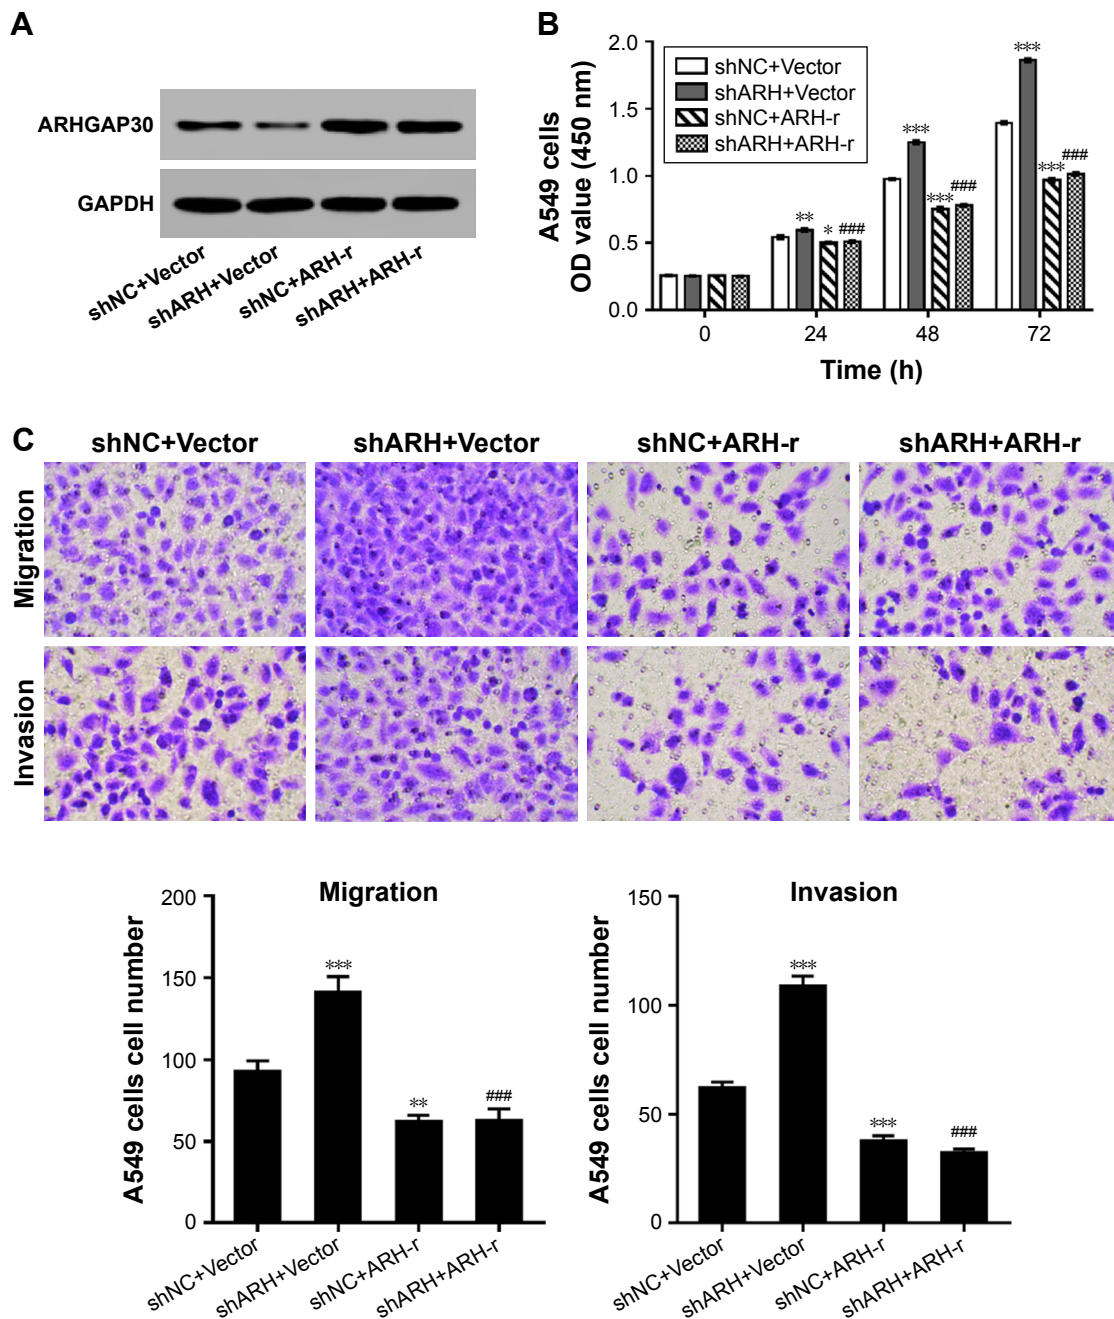 A
ARHGAP30
GAPDH
shNC+Vector
shARH+Vector
shNC+ARH-r
shARH+ARH-r
B
A549 cells
OD value (450 nm)
2.0
1.5
1.0
0.5
0.0
shNC+Vector
shARH+Vector
shNC+ARH-r
shARH+ARH-r
** * ###
*** *** ###
*** *** ###
0 24 48 72
Time (h)
C
shNC+Vector shARH+Vector shNC+ARH-r shARH+ARH-r
Migration
Invasion
Migration
A549 cells cell number
200
150
100
50
0
*** ** ###
shNC+Vector
shARH+Vector
shNC+ARH-r
shARH+ARH-r
Invasion
A549 cells cell number
150
100
50
0
*** *** ###
shNC+Vector
shARH+Vector
shNC+ARH-r
shARH+ARH-r